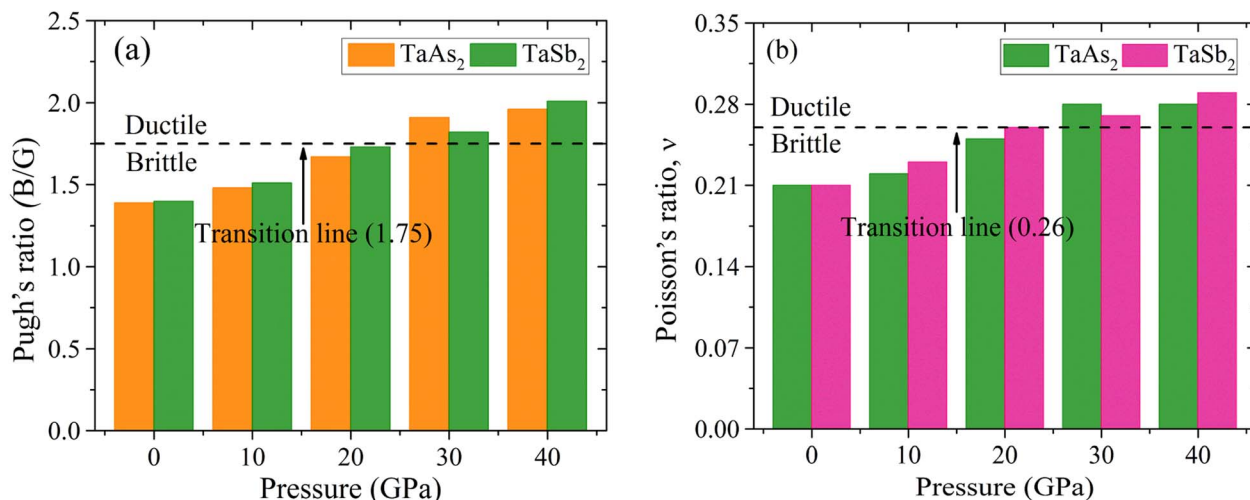 (a)
TaAs₂ TaSb₂
Ductile
Brittle
Transition line (1.75)
Pugh's ratio (B/G)
2.5
2.0
1.5
1.0
0.5
0.0
0 10 20 30 40
Pressure (GPa)
(b)
TaAs₂ TaSb₂
Ductile
Brittle
Transition line (0.26)
Poisson's ratio, ν
0.35
0.28
0.21
0.14
0.07
0.00
0 10 20 30 40
Pressure (GPa)